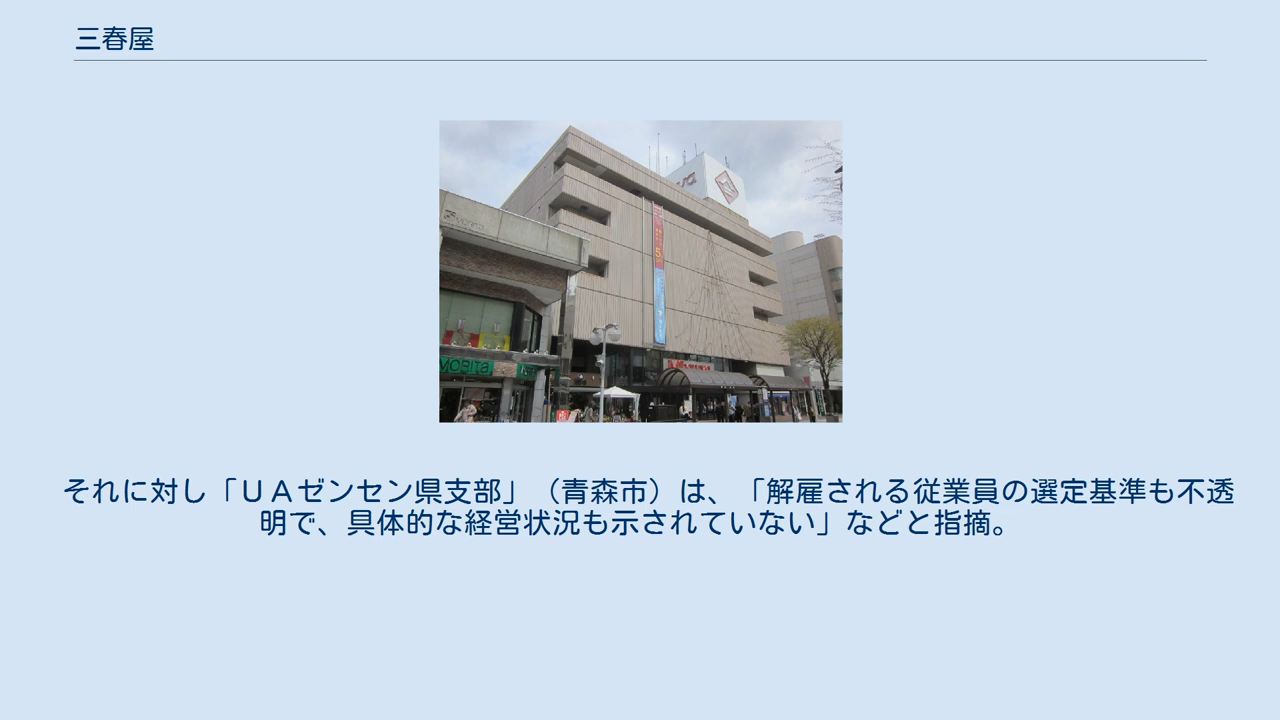 三春屋
MORITA
それに対し「ＵＡゼンセン県支部」（青森市）は、「解雇される従業員の選定基準も不透
明で、具体的な経営状況も示されていない」などと指摘。